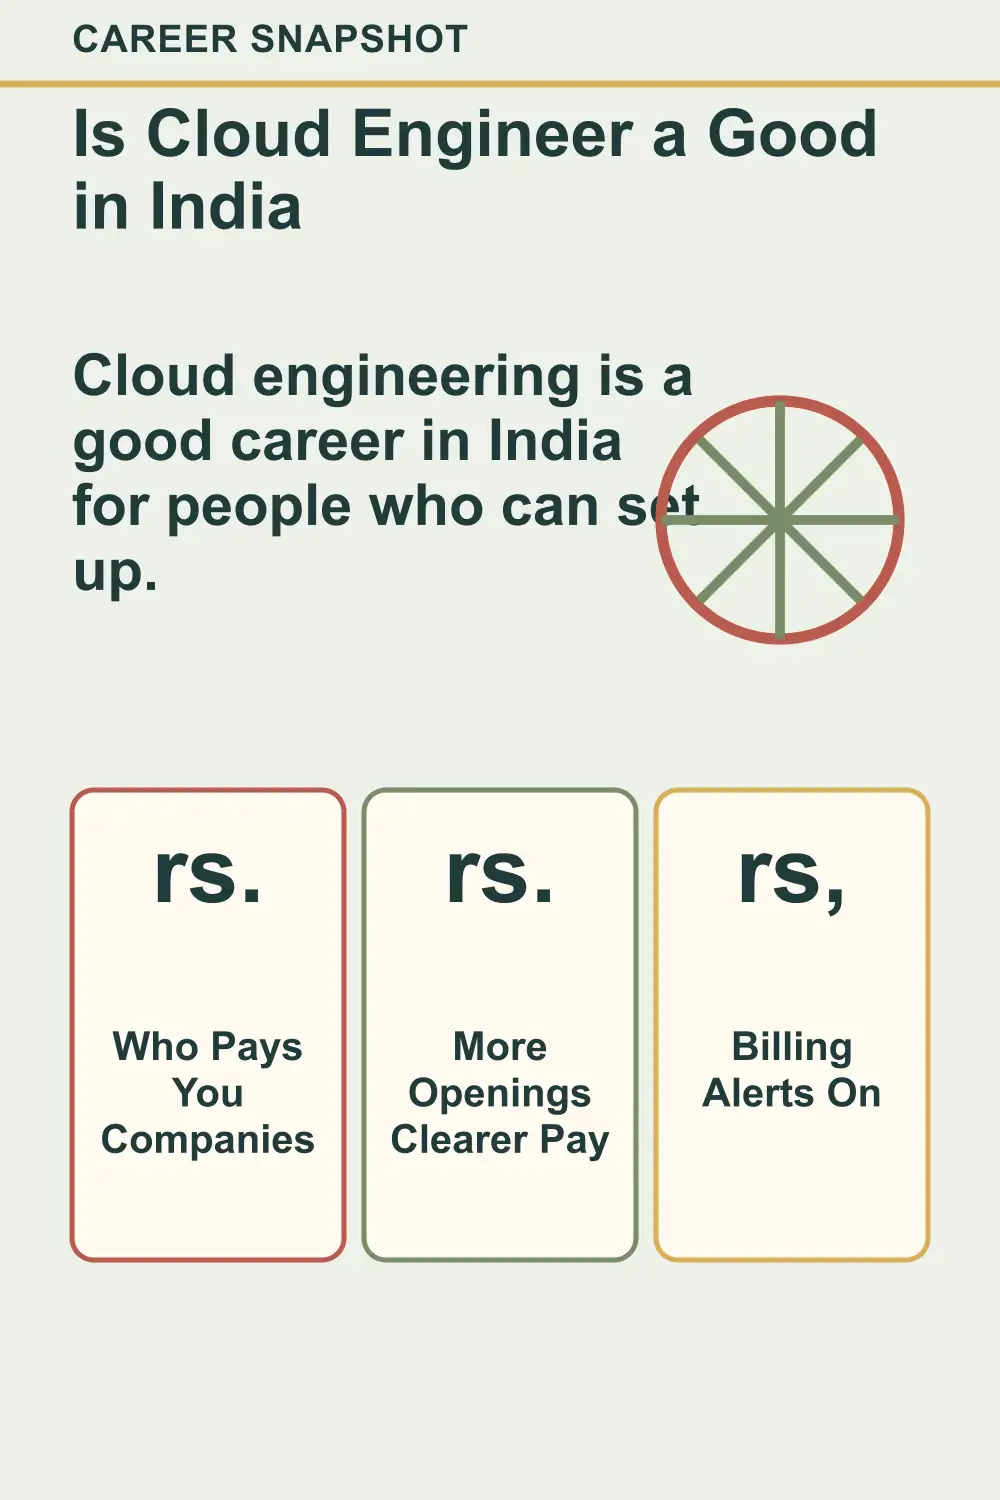 CAREER SNAPSHOT
Is Cloud Engineer a Good
in India
Cloud engineering is a
good career in India
for people who can set
up.
rs.
rs.
rs,
Who Pays
You
Companies
More
Openings
Clearer Pay
Billing
Alerts On